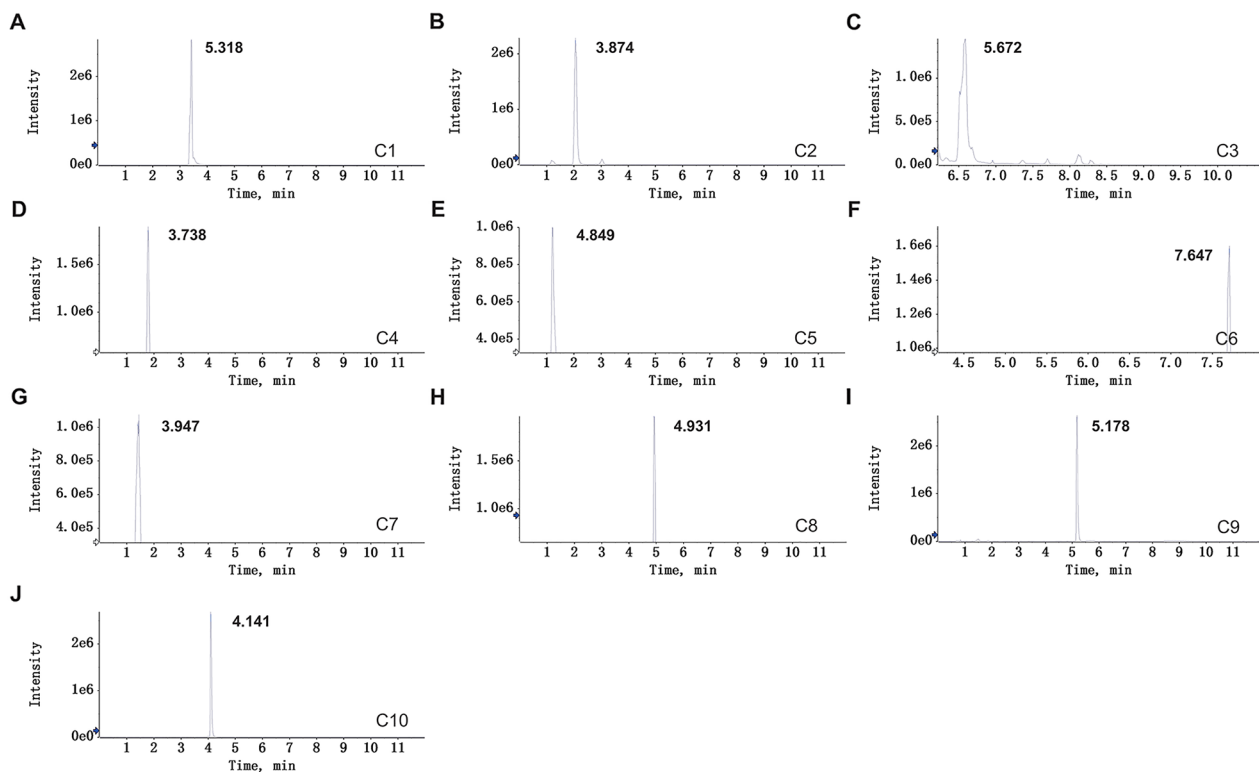 A
5.318
Intensity
2e6
1e6
0e0
C1
1 2 3 4 5 6 7 8 9 10 11
Time, min
B
3.874
Intensity
2e6
1e6
0e0
C2
1 2 3 4 5 6 7 8 9 10 11
Time, min
C
5.672
Intensity
1.0e6
5.0e5
0.0e0
C3
6.5 7.0 7.5 8.0 8.5 9.0 9.5 10.0
Time, min
D
3.738
Intensity
1.5e6
1.0e6
C4
1 2 3 4 5 6 7 8 9 10 11
Time, min
E
4.849
Intensity
1.0e6
8.0e5
6.0e5
4.0e5
C5
1 2 3 4 5 6 7 8 9 10 11
Time, min
F
7.647
Intensity
1.6e6
1.4e6
1.2e6
1.0e6
C6
4.5 5.0 5.5 6.0 6.5 7.0 7.5
Time, min
G
3.947
Intensity
1.0e6
8.0e5
6.0e5
4.0e5
C7
1 2 3 4 5 6 7 8 9 10 11
Time, min
H
4.931
Intensity
1.5e6
1.0e6
C8
1 2 3 4 5 6 7 8 9 10 11
Time, min
I
5.178
Intensity
2e6
1e6
0e0
C9
1 2 3 4 5 6 7 8 9 10 11
Time, min
J
4.141
Intensity
2e6
1e6
0e0
C10
1 2 3 4 5 6 7 8 9 10 11
Time, min